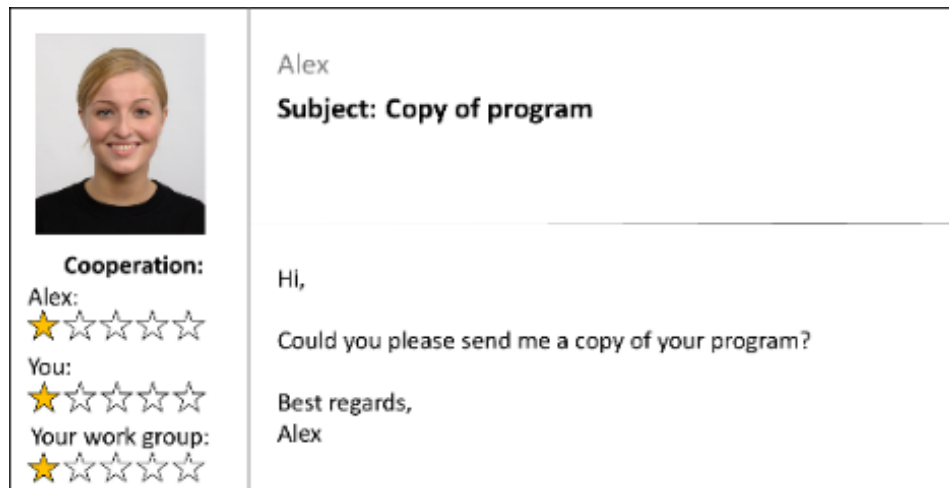 Cooperation:
Alex:
You:
Your work group:
Alex
Subject: Copy of program
Hi,
Could you please send me a copy of your program?
Best regards,
Alex